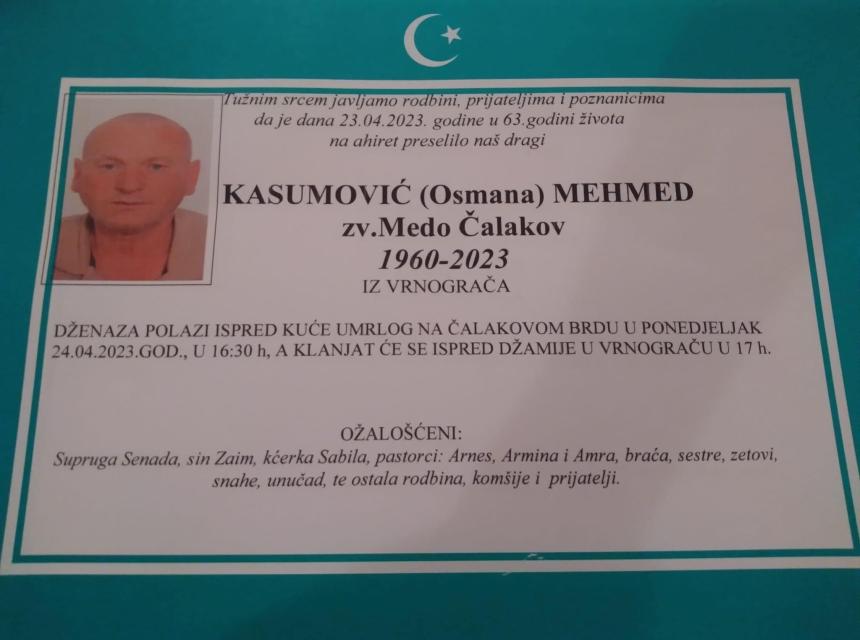 Tužnim srcem javljamo rodbini, prijateljima i poznanicima
da je dana 23.04.2023. godine u 63.godini života
na ahiret preselilo naš dragi
KASUMOVIĆ (Osmana) MEHMED
zv.Medo Čalakov
1960-2023
IZ VRNOGRAČA
DŽENAZA POLAZI ISPRED KUĆE UMRLOG NA ČALAKOVOM BRDU U PONEDJELJAK
24.04.2023.GOD., U 16:30 h, A KLANJAT ĆE SE ISPRED DŽAMIJE U VRNOGRAČU U 17 h.
OŽALOŠĆENI:
Supruga Senada, sin Zaim, kćerka Sabila, pastorci: Arnes, Armina i Amra, braća, sestre, zetovi,
snahe, unučad, te ostala rodbina, komšije i prijatelji.